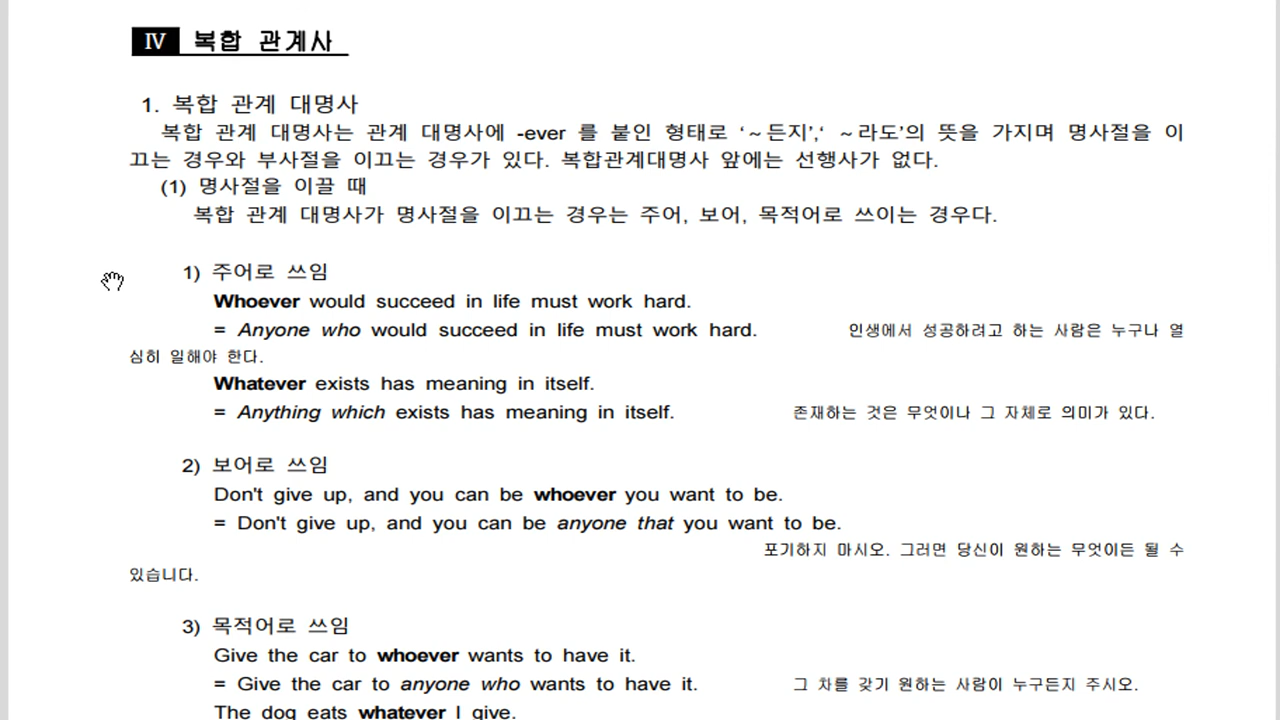 Ⅳ 복합 관계사
1. 복합 관계 대명사
복합 관계 대명사는 관계 대명사에 -ever 를 붙인 형태로 ‘～든지’,‘ ～라도’의 뜻을 가지며 명사절을 이
끄는 경우와 부사절을 이끄는 경우가 있다. 복합관계대명사 앞에는 선행사가 없다.
(1) 명사절을 이끌 때
복합 관계 대명사가 명사절을 이끄는 경우는 주어, 보어, 목적어로 쓰이는 경우다.
1) 주어로 쓰임
Whoever would succeed in life must work hard.
= Anyone who would succeed in life must work hard. 인생에서 성공하려고 하는 사람은 누구나 열
심히 일해야 한다.
Whatever exists has meaning in itself.
= Anything which exists has meaning in itself. 존재하는 것은 무엇이나 그 자체로 의미가 있다.
2) 보어로 쓰임
Don't give up, and you can be whoever you want to be.
= Don't give up, and you can be anyone that you want to be.
포기하지 마시오. 그러면 당신이 원하는 무엇이든 될 수
있습니다.
3) 목적어로 쓰임
Give the car to whoever wants to have it.
= Give the car to anyone who wants to have it. 그 차를 갖기 원하는 사람이 누구든지 주시오.
The dog eats whatever I give.